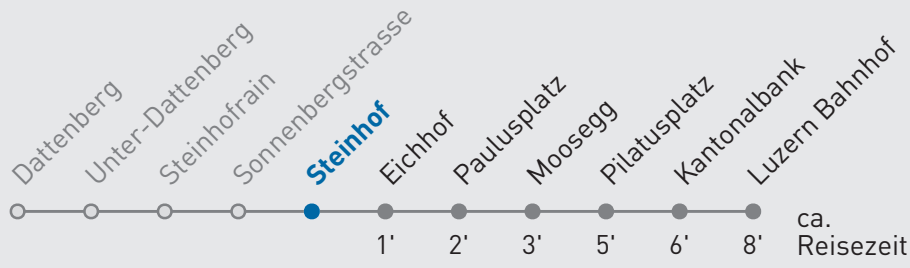 Dattenberg
Unter-Dattenberg
Steinhofrain
Sonnenbergstrasse
Steinhof
Eichhof
Paulusplatz
Moosegg
Pilatusplatz
Kantonalbank
Luzern Bahnhof
1' 2' 3' 5' 6' 8'
ca.
Reisezeit